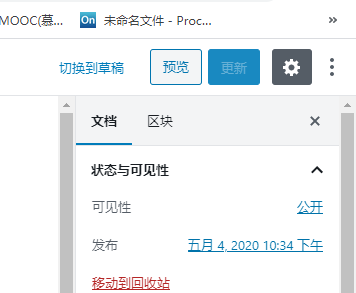 MOOC(慕 On 未命名文件 - Proc
切换到草稿 预览 更新
文档 区块
状态与可见性
可见性 公开
发布 五月 4, 2020 10:34 下午
移动到回收站